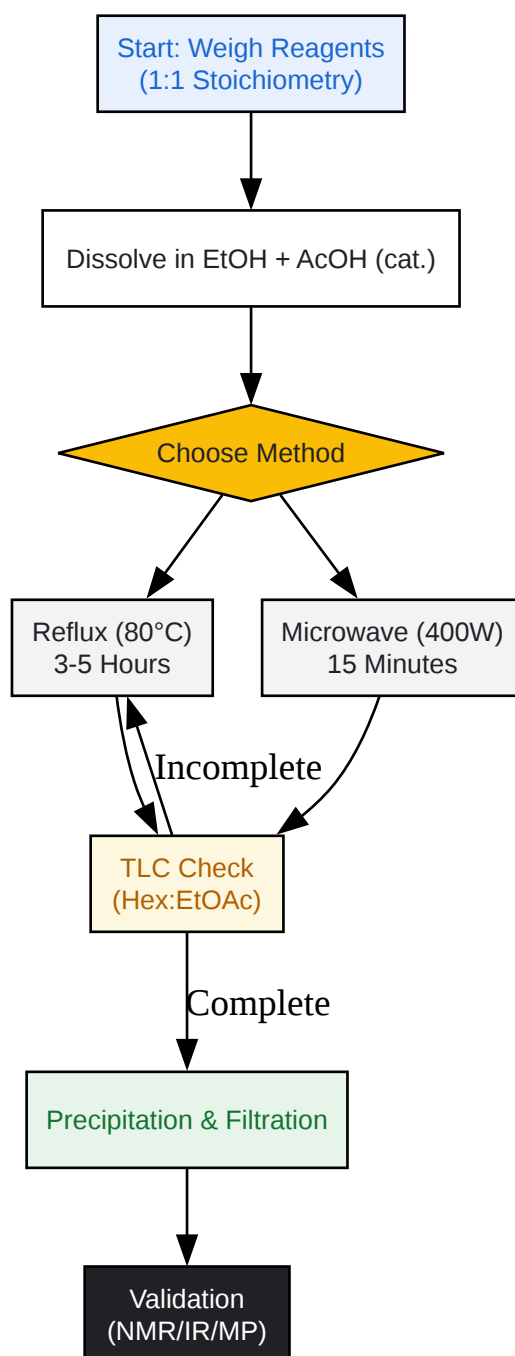 Start: Weigh Reagents
(1:1 Stoichiometry)
Dissolve in EtOH + AcOH (cat.)
Choose Method
Reflux (80°C)
3-5 Hours
Microwave (400W)
15 Minutes
Incomplete
TLC Check
(Hex:EtOAc)
Complete
Precipitation & Filtration
Validation
(NMR/IR/MP)